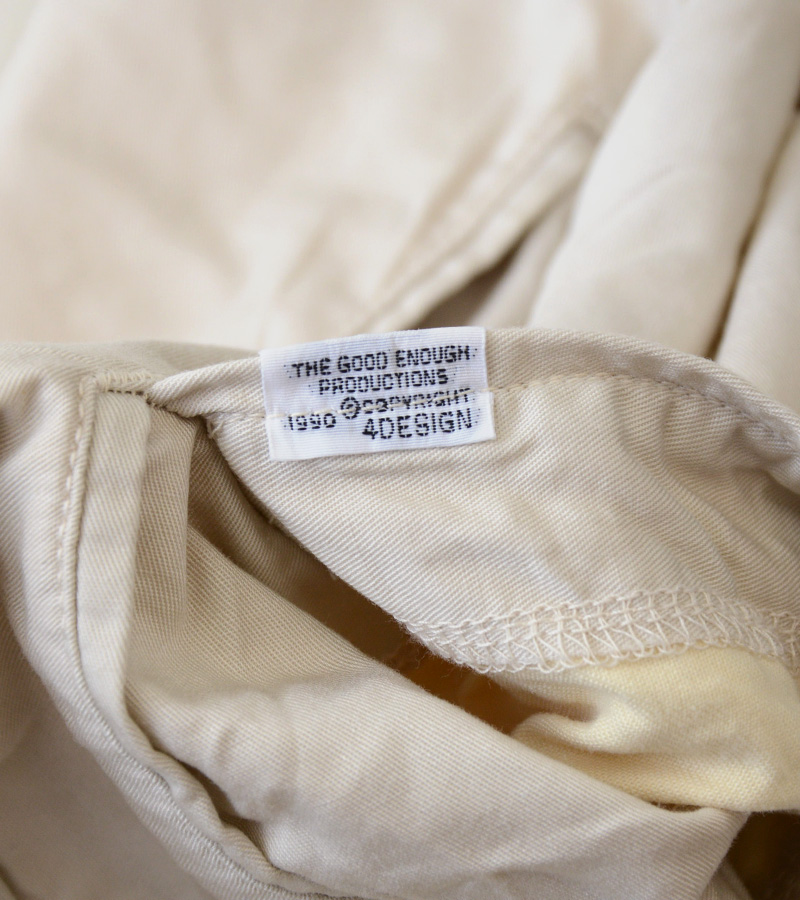 THE GOOD ENOUGH
PRODUCTIONS
1990 ©COPYRIGHT
4DESIGN